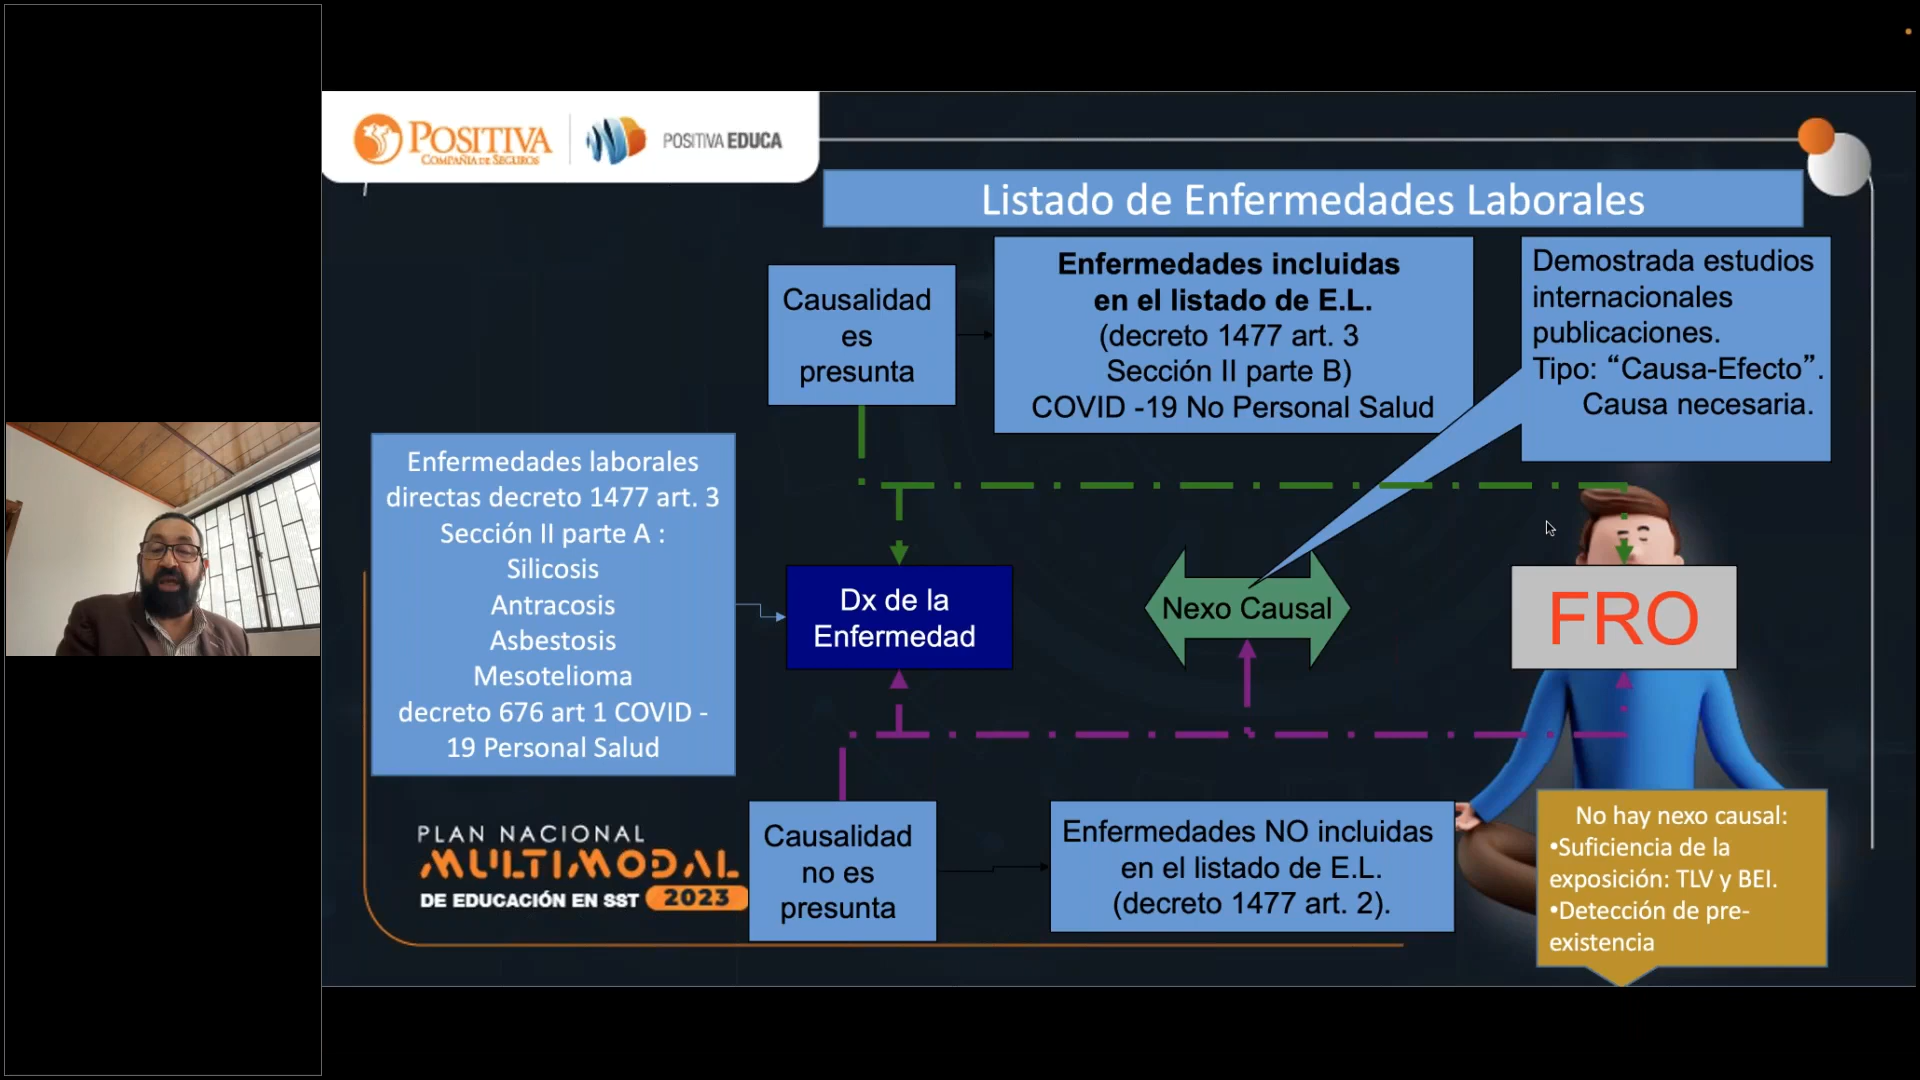 POSITIVA
COMPAÑIA DE SEGUROS
POSITIVA EDUCA
Listado de Enfermedades Laborales
Causalidad
es
presunta
Enfermedades incluidas
en el listado de E.L.
(decreto 1477 art. 3
Sección II parte B)
COVID -19 No Personal Salud
Demostrada estudios
internacionales
publicaciones.
Tipo: “Causa-Efecto”.
Causa necesaria.
Enfermedades laborales
directas decreto 1477 art. 3
Sección II parte A :
Silicosis
Antracosis
Asbestosis
Mesotelioma
decreto 676 art 1 COVID -
19 Personal Salud
Dx de la
Enfermedad
Nexo Causal
FRO
PLAN NACIONAL
MULTIMODAL
DE EDUCACIÓN EN SST 2023
Causalidad
no es
presunta
Enfermedades NO incluidas
en el listado de E.L.
(decreto 1477 art. 2).
No hay nexo causal:
•Suficiencia de la
exposición: TLV y BEI.
•Detección de pre-
existencia